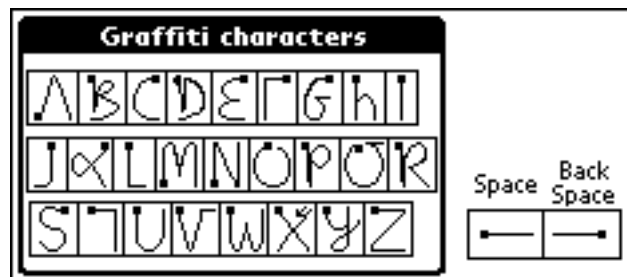 Graffiti characters
A B C D E F G h I
J K L M N O P Q R
S T U V W X Y Z
Space
Back
Space